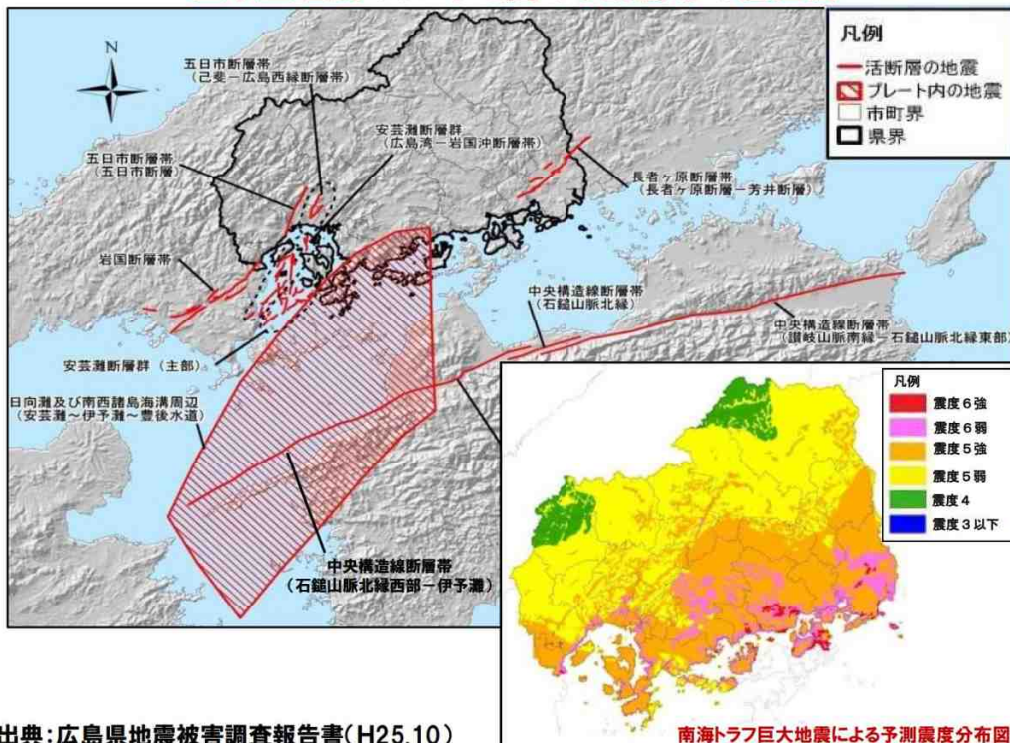 N
凡例
活断層の地震
プレート内の地震
市町界
県界
五日市断層帯
(己斐ー広島西縁断層帯)
安芸灘断層群
(広島湾ー岩国沖断層帯)
五日市断層帯
(五日市断層)
長者ヶ原断層帯
(長者ヶ原断層ー芳井断層)
岩国断層帯
中央構造線断層帯
(石鎚山脈北縁)
中央構造線断層帯
(讃岐山脈南縁ー石鎚山脈北縁東部)
安芸灘断層群(主部)
日向灘及び南西諸島海溝周辺
(安芸灘～伊予灘～豊後水道)
中央構造線断層帯
(石鎚山脈北縁西部ー伊予灘)
凡例
震度6強
震度6弱
震度5強
震度5弱
震度4
震度3以下
南海トラフ巨大地震による予測震度分布図
出典:広島県地震被害調査報告書(H25.10)